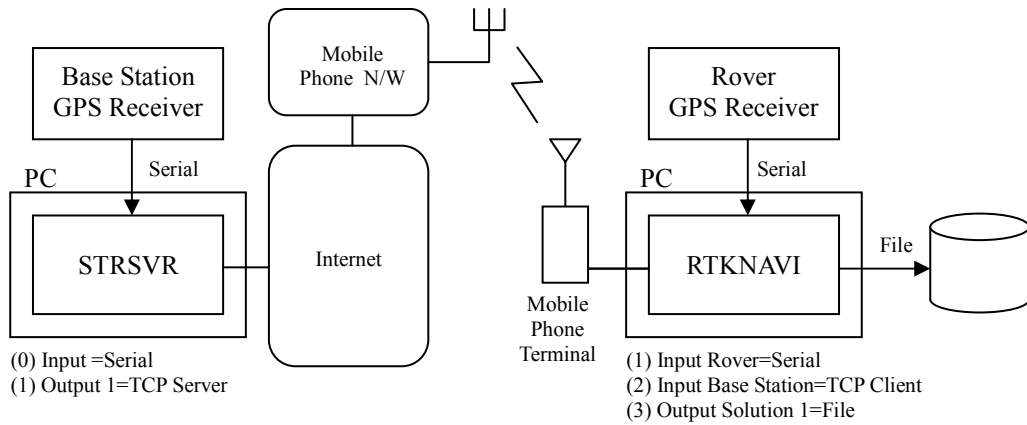 Mobile
Phone N/W
Base Station
GPS Receiver
Rover
GPS Receiver
Serial
Serial
PC
PC
STRSVR
Internet
RTKNAVI
File
Mobile
Phone
Terminal
(0) Input =Serial
(1) Output 1=TCP Server
(1) Input Rover=Serial
(2) Input Base Station=TCP Client
(3) Output Solution 1=File